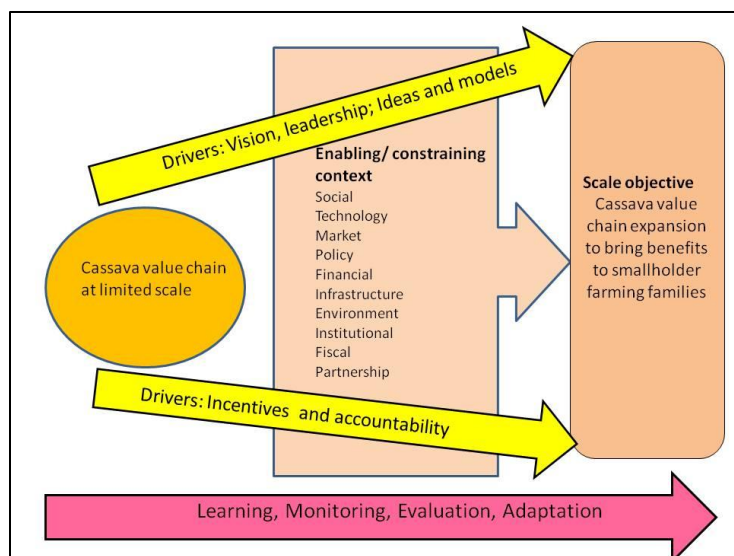 Drivers: Vision, leadership; Ideas and models
Enabling/ constraining
context
Social
Technology
Market
Policy
Financial
Infrastructure
Environment
Institutional
Fiscal
Partnership
Scale objective
Cassava value
chain expansion
to bring benefits
to smallholder
farming families
Cassava value chain
at limited scale
Drivers: Incentives and accountability
Learning, Monitoring, Evaluation, Adaptation